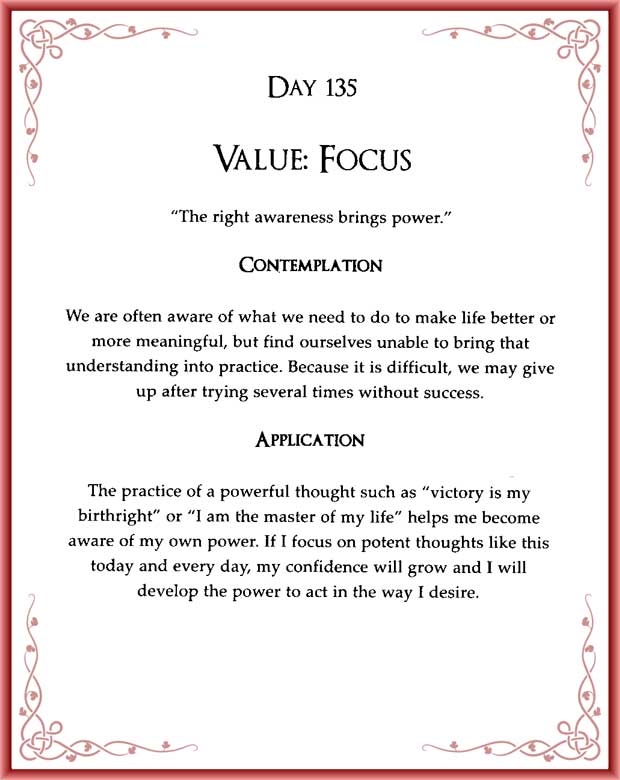 Day 135
Value: Focus
“The right awareness brings power.”
Contemplation
We are often aware of what we need to do to make life better or
more meaningful, but find ourselves unable to bring that
understanding into practice. Because it is difficult, we may give
up after trying several times without success.
Application
The practice of a powerful thought such as “victory is my
birthright” or “I am the master of my life” helps me become
aware of my own power. If I focus on potent thoughts like this
today and every day, my confidence will grow and I will
develop the power to act in the way I desire.